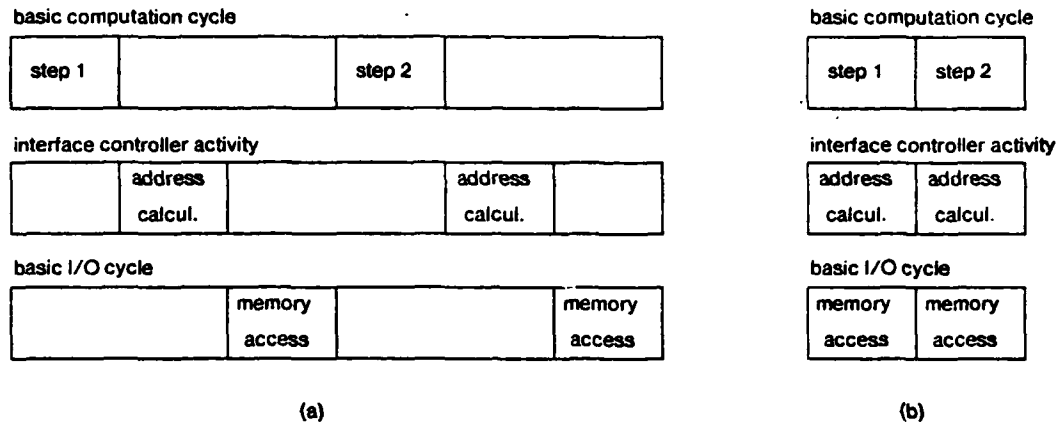 basic computation cycle
step 1 step 2
interface controller activity
address address
calcul. calcul.
basic I/O cycle
memory memory
access access
(a)
basic computation cycle
step 1 step 2
interface controller activity
address address
calcul. calcul.
basic I/O cycle
memory memory
access access
(b)